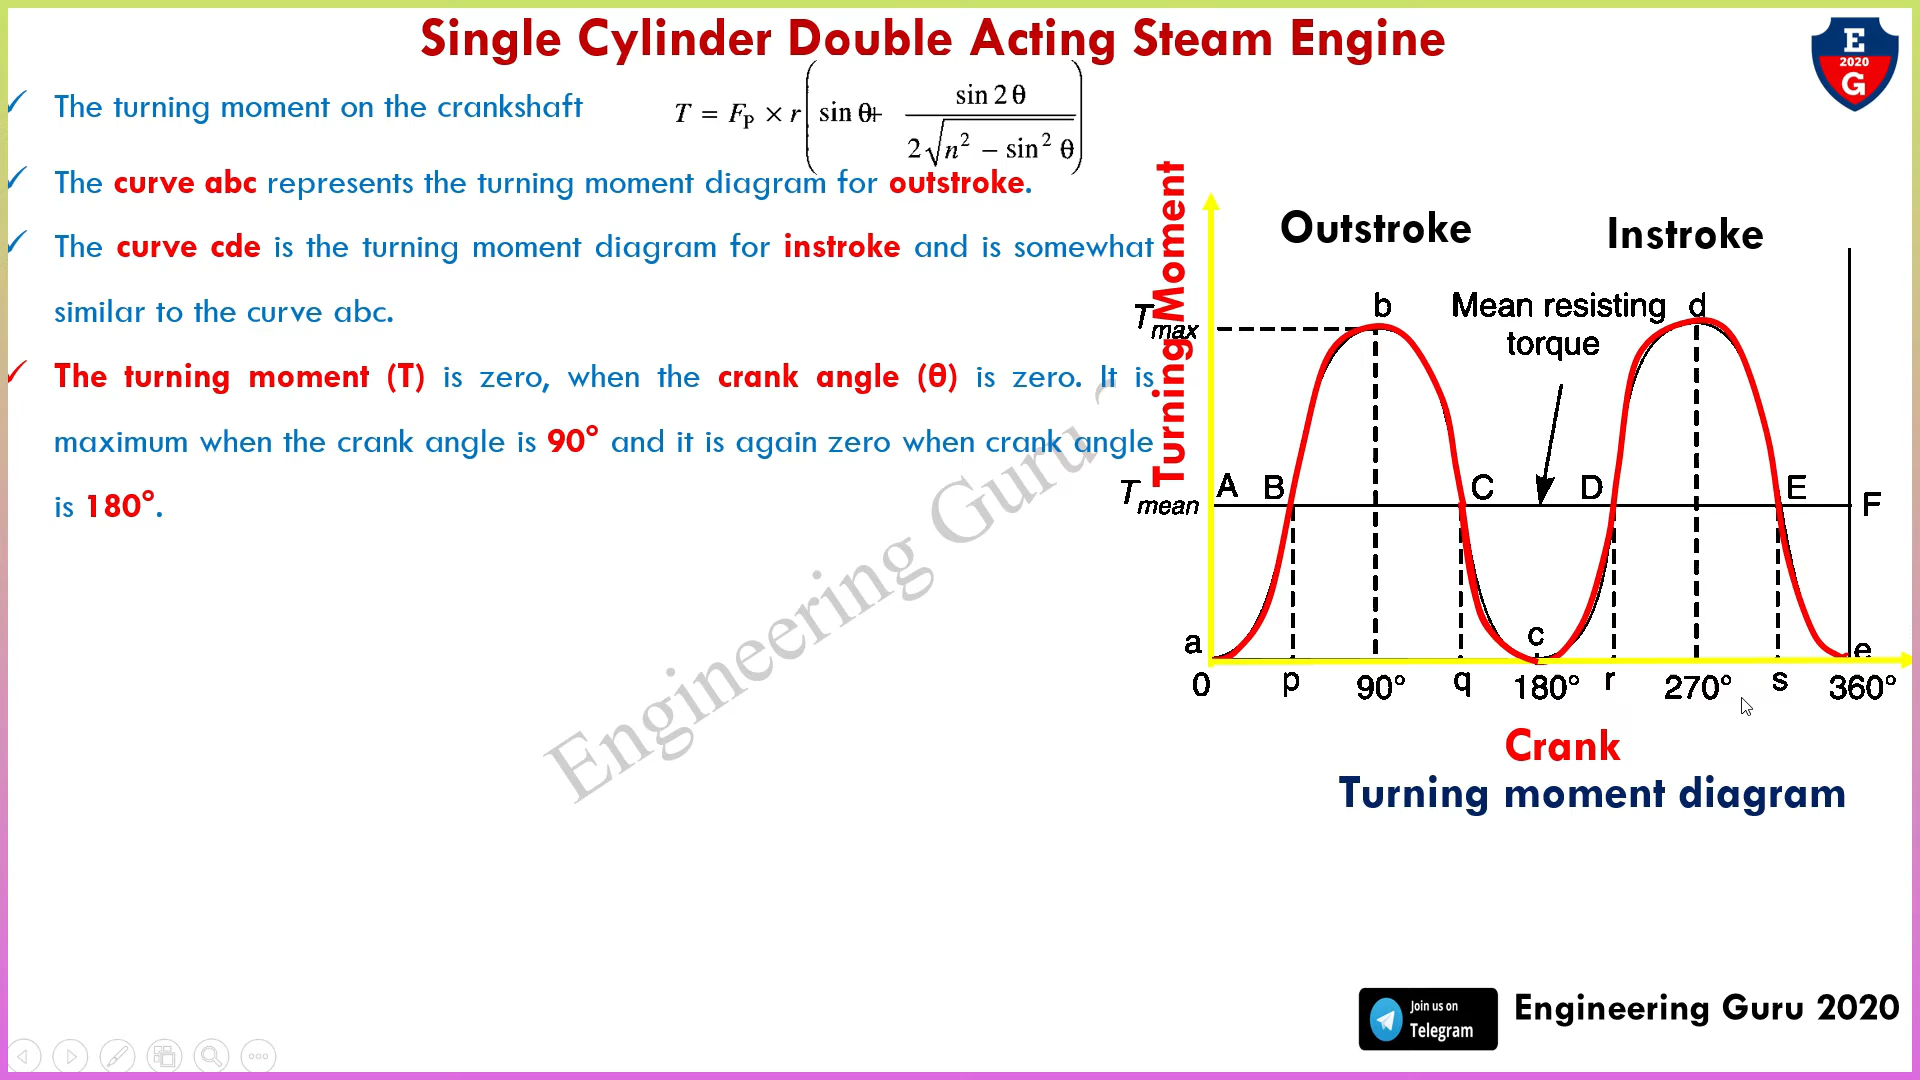 Single Cylinder Double Acting Steam Engine
E
2020
G
✓ The turning moment on the crankshaft T = F_P × r ( sin θ + sin 2θ / 2√(n² − sin² θ) )
✓ The curve abc represents the turning moment diagram for outstroke.
✓ The curve cde is the turning moment diagram for instroke and is somewhat
similar to the curve abc.
✓ The turning moment (T) is zero, when the crank angle (θ) is zero. It is
maximum when the crank angle is 90° and it is again zero when crank angle
is 180°.
Turning Moment
Outstroke Instroke
T_max b Mean resisting d
torque
T_mean A B C D E F
a c e
0 p 90° q 180° r 270° s 360°
Crank
Turning moment diagram
Engineering Guru 2
Join us on
Telegram
Engineering Guru 2020